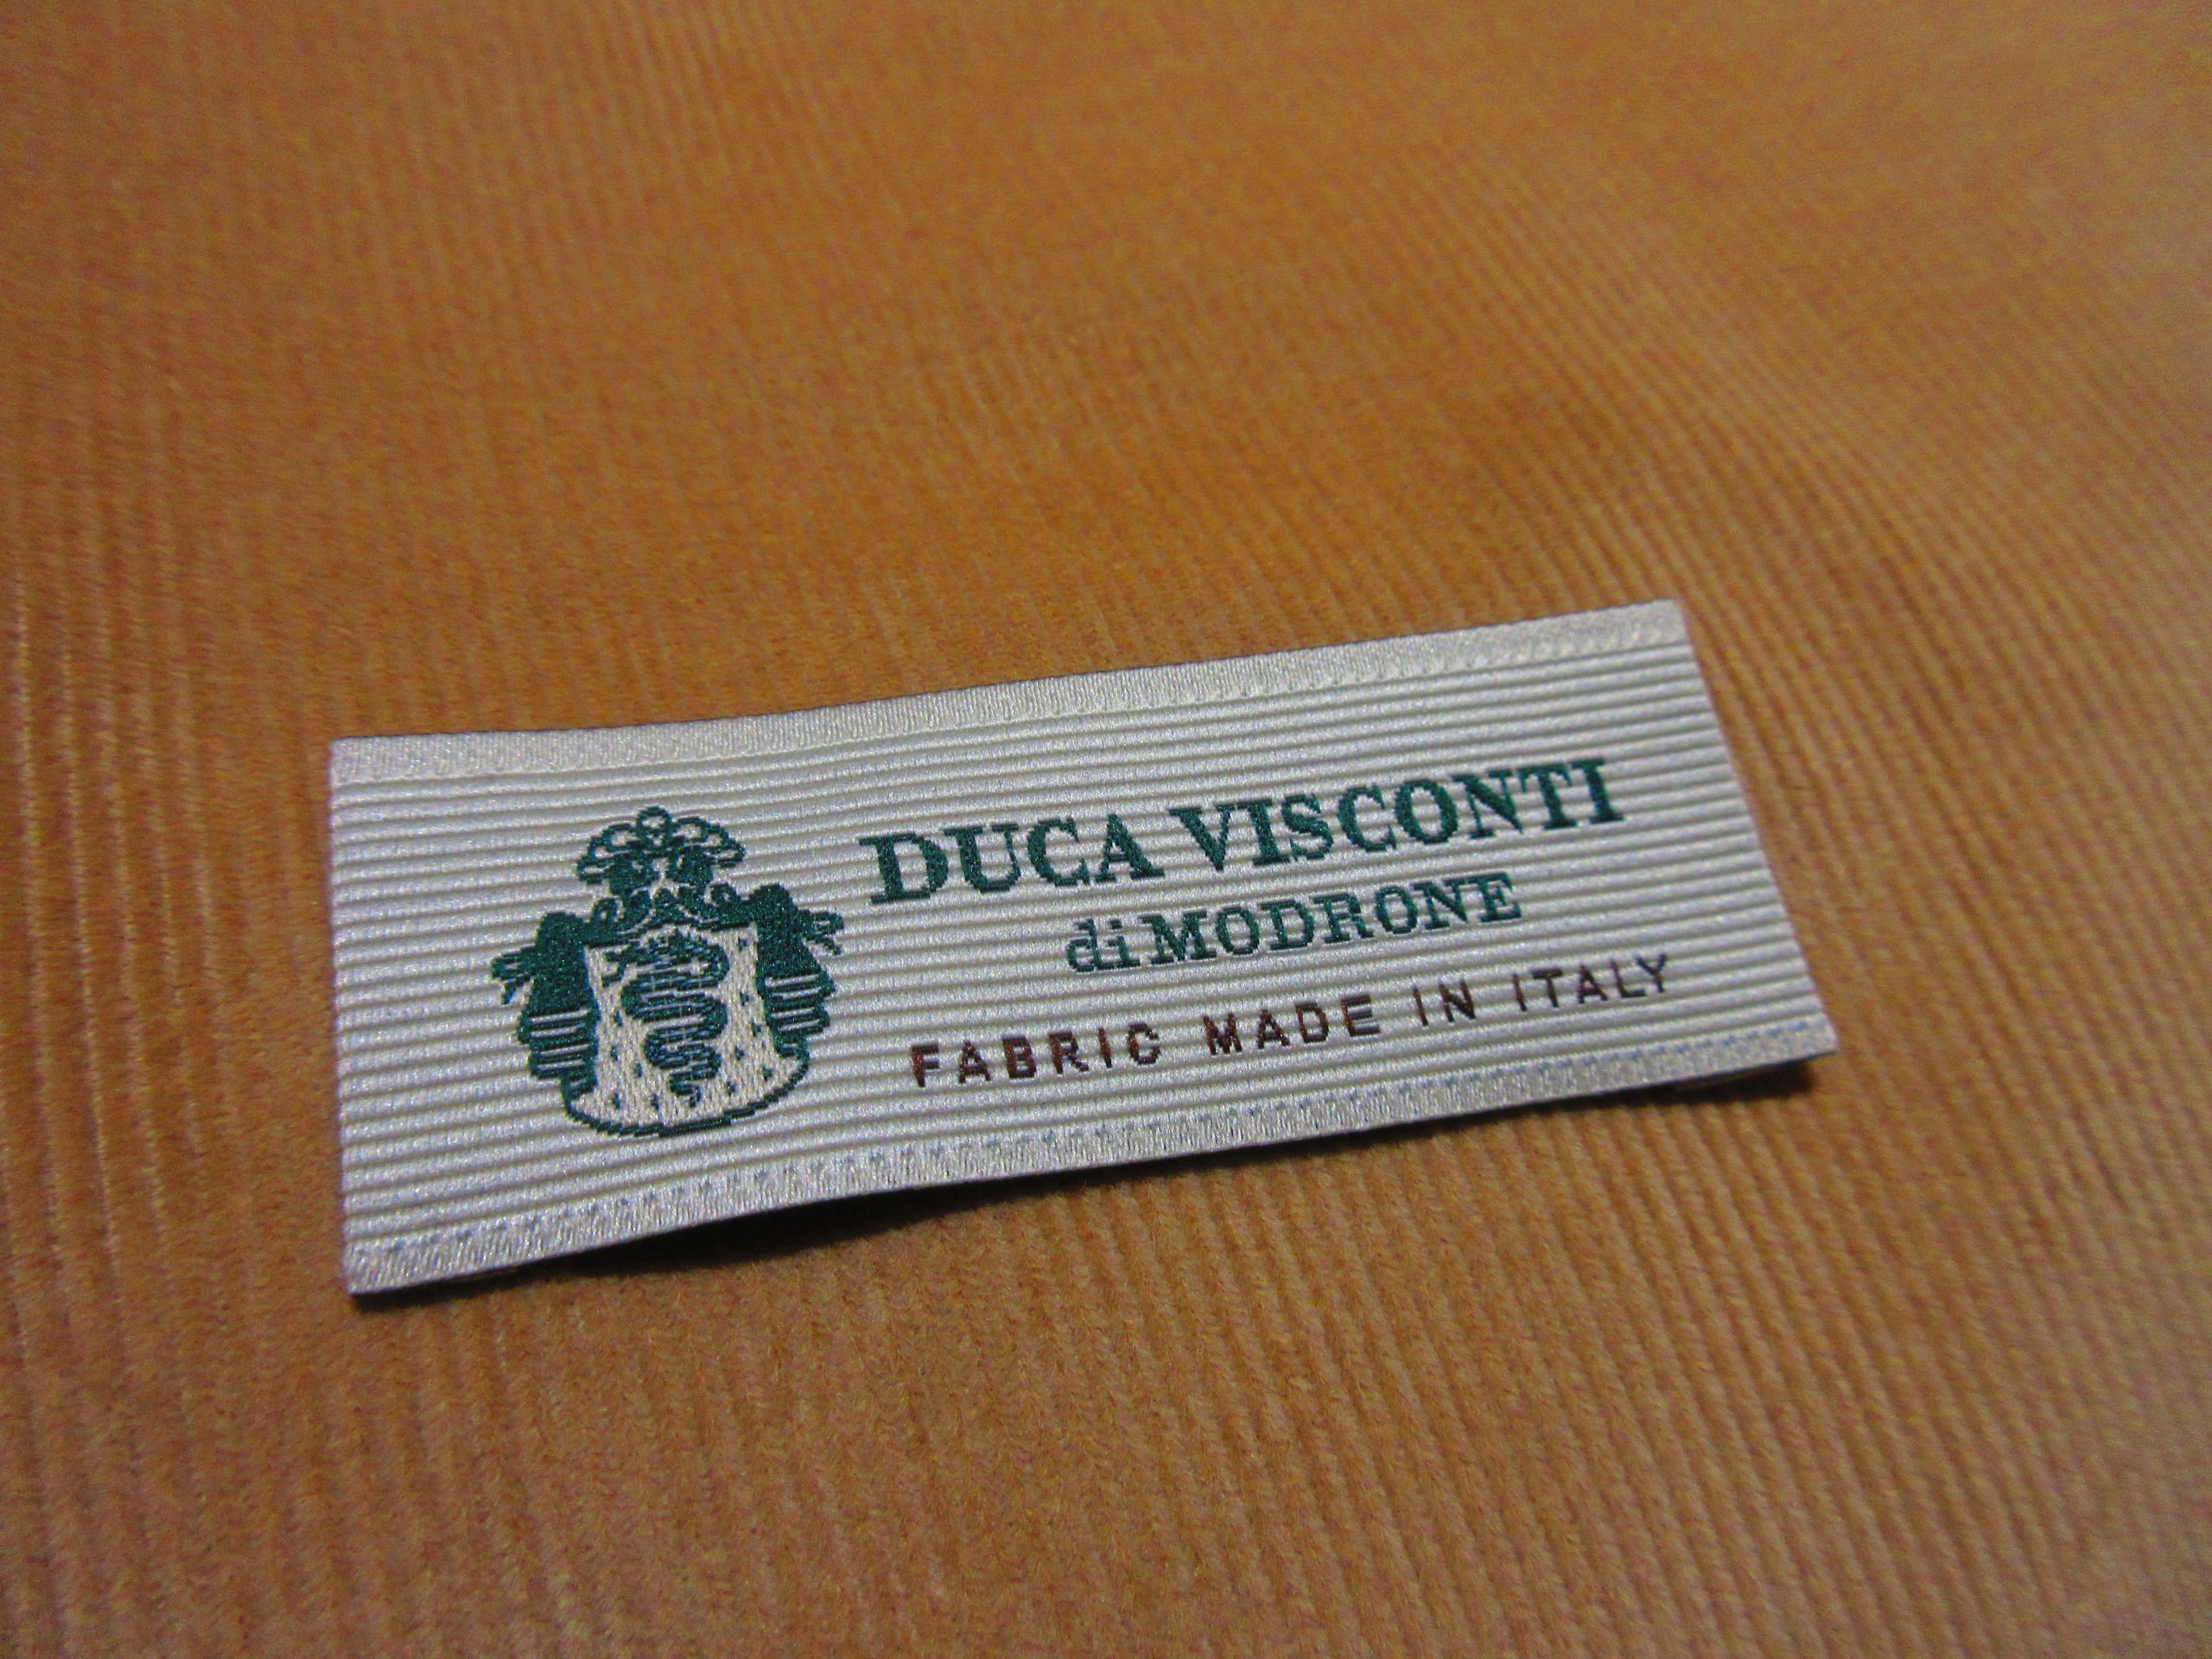 DUCA VISCONTI
di MODRONE
FABRIC MADE IN ITALY